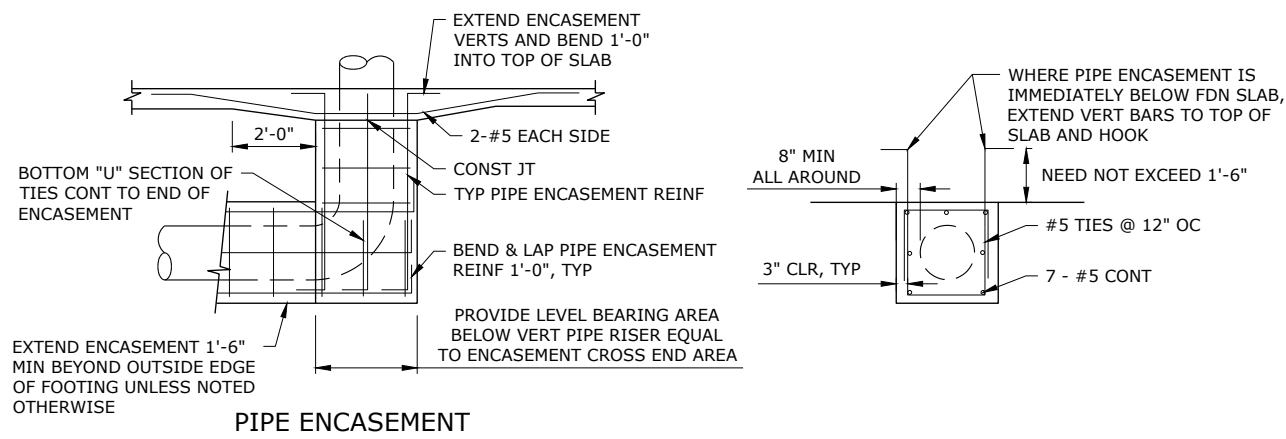 EXTEND ENCASEMENT
VERTS AND BEND 1'-0"
INTO TOP OF SLAB
2'-0"
2-#5 EACH SIDE
CONST JT
BOTTOM "U" SECTION OF
TIES CONT TO END OF
ENCASEMENT
TYP PIPE ENCASEMENT REINF
BEND & LAP PIPE ENCASEMENT
REINF 1'-0", TYP
PROVIDE LEVEL BEARING AREA
BELOW VERT PIPE RISER EQUAL
TO ENCASEMENT CROSS END AREA
EXTEND ENCASEMENT 1'-6"
MIN BEYOND OUTSIDE EDGE
OF FOOTING UNLESS NOTED
OTHERWISE
PIPE ENCASEMENT
WHERE PIPE ENCASEMENT IS
IMMEDIATELY BELOW FDN SLAB,
EXTEND VERT BARS TO TOP OF
SLAB AND HOOK
8" MIN
ALL AROUND
NEED NOT EXCEED 1'-6"
#5 TIES @ 12" OC
3" CLR, TYP
7 - #5 CONT